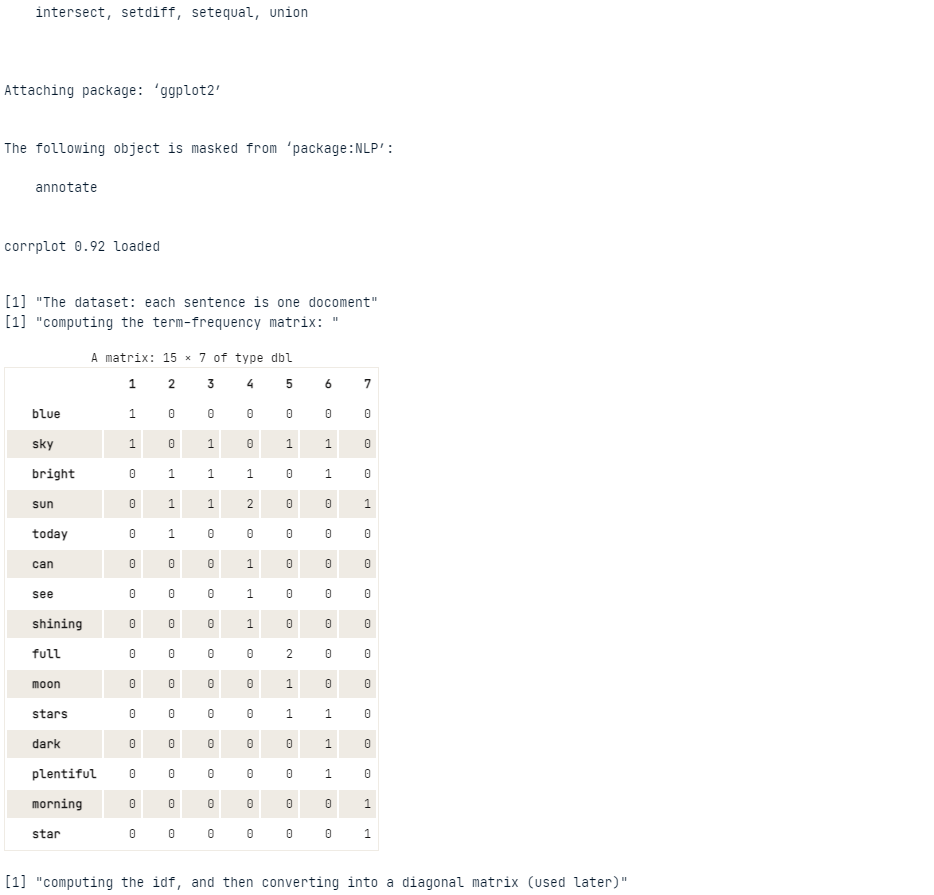 intersect, setdiff, setequal, union
Attaching package: ‘ggplot2’
The following object is masked from ‘package:NLP’:
annotate
corrplot 0.92 loaded
[1] "The dataset: each sentence is one docoment"
[1] "computing the term-frequency matrix: "
A matrix: 15 × 7 of type dbl
1 2 3 4 5 6 7
blue 1 0 0 0 0 0 0
sky 1 0 1 0 1 1 0
bright 0 1 1 1 0 1 0
sun 0 1 1 2 0 0 1
today 0 1 0 0 0 0 0
can 0 0 0 1 0 0 0
see 0 0 0 1 0 0 0
shining 0 0 0 1 0 0 0
full 0 0 0 0 2 0 0
moon 0 0 0 0 1 0 0
stars 0 0 0 0 1 1 0
dark 0 0 0 0 0 1 0
plentiful 0 0 0 0 0 1 0
morning 0 0 0 0 0 0 1
star 0 0 0 0 0 0 1
[1] "computing the idf, and then converting into a diagonal matrix (used later)"